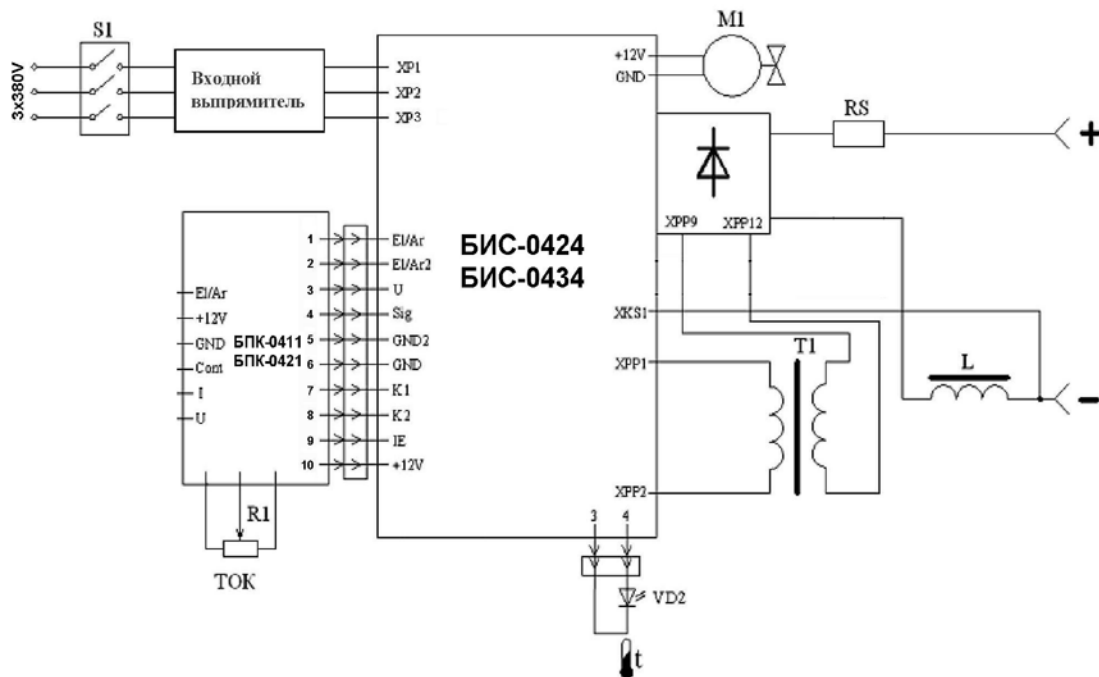 S1
3x380V
Входной
выпрямитель
XP1
XP2
XP3
M1
+12V
GND
RS
+
XPP9
XPP12
БИС-0424
БИС-0434
1
El/Ar
2
El/Ar2
3
U
4
Sig
5
GND2
6
GND
7
K1
8
K2
9
IE
10
+12V
El/Ar
+12V
GND
Cont
I
U
БПК-0411
БПК-0421
R1
ТОК
XKS1
XPP1
T1
L
-
XPP2
3
4
VD2
t